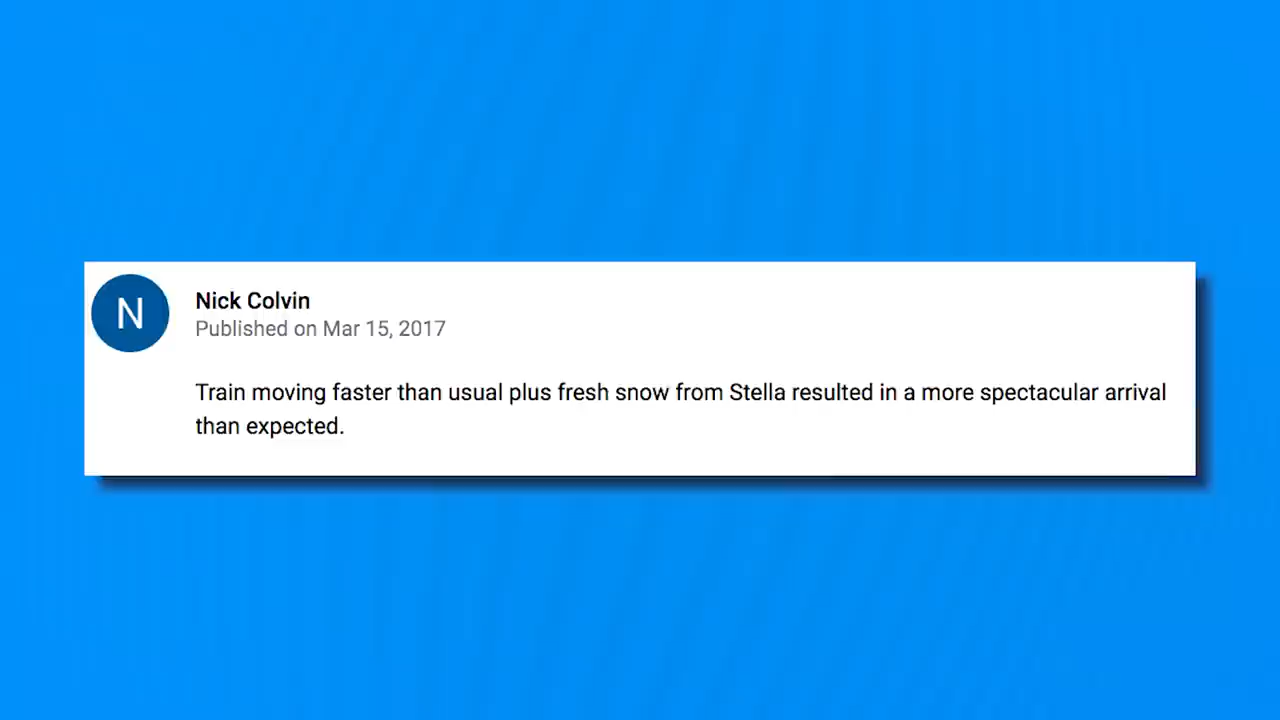 N
Nick Colvin
Published on Mar 15, 2017
Train moving faster than usual plus fresh snow from Stella resulted in a more spectacular arrival
than expected.